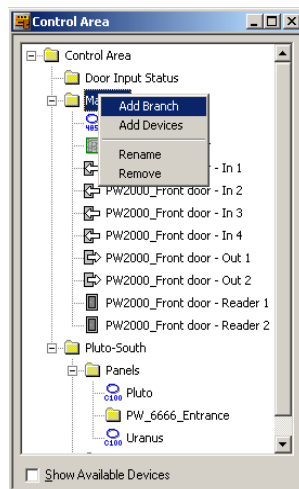 Control Area
Control Area
Door Input Status
Ma
Add Branch
485
Add Devices
Rename
- In 1
Remove
PW2000_Front door - In 2
PW2000_Front door - In 3
PW2000_Front door - In 4
PW2000_Front door - Out 1
PW2000_Front door - Out 2
PW2000_Front door - Reader 1
PW2000_Front door - Reader 2
Pluto-South
Panels
Pluto
C100
PW_6666_Entrance
Uranus
C100
Show Available Devices